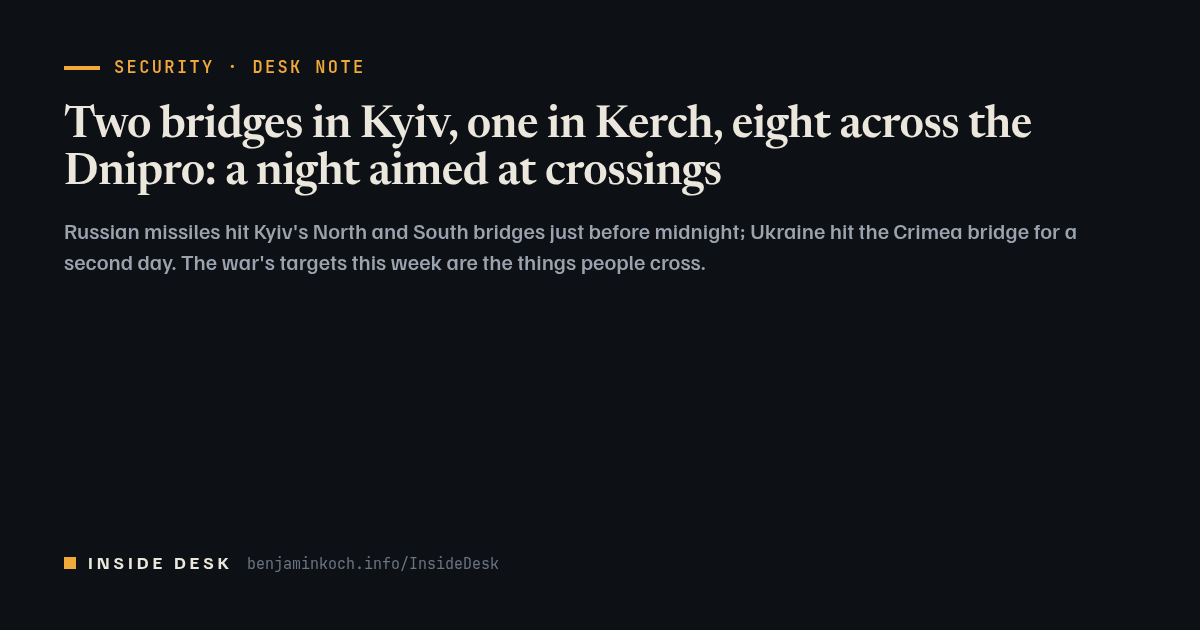 SECURITY · DESK NOTE
Two bridges in Kyiv, one in Kerch, eight across the
Dnipro: a night aimed at crossings
Russian missiles hit Kyiv's North and South bridges just before midnight; Ukraine hit the Crimea bridge for a
second day. The war's targets this week are the things people cross.
INSIDE DESK benjaminkoch.info/InsideDesk